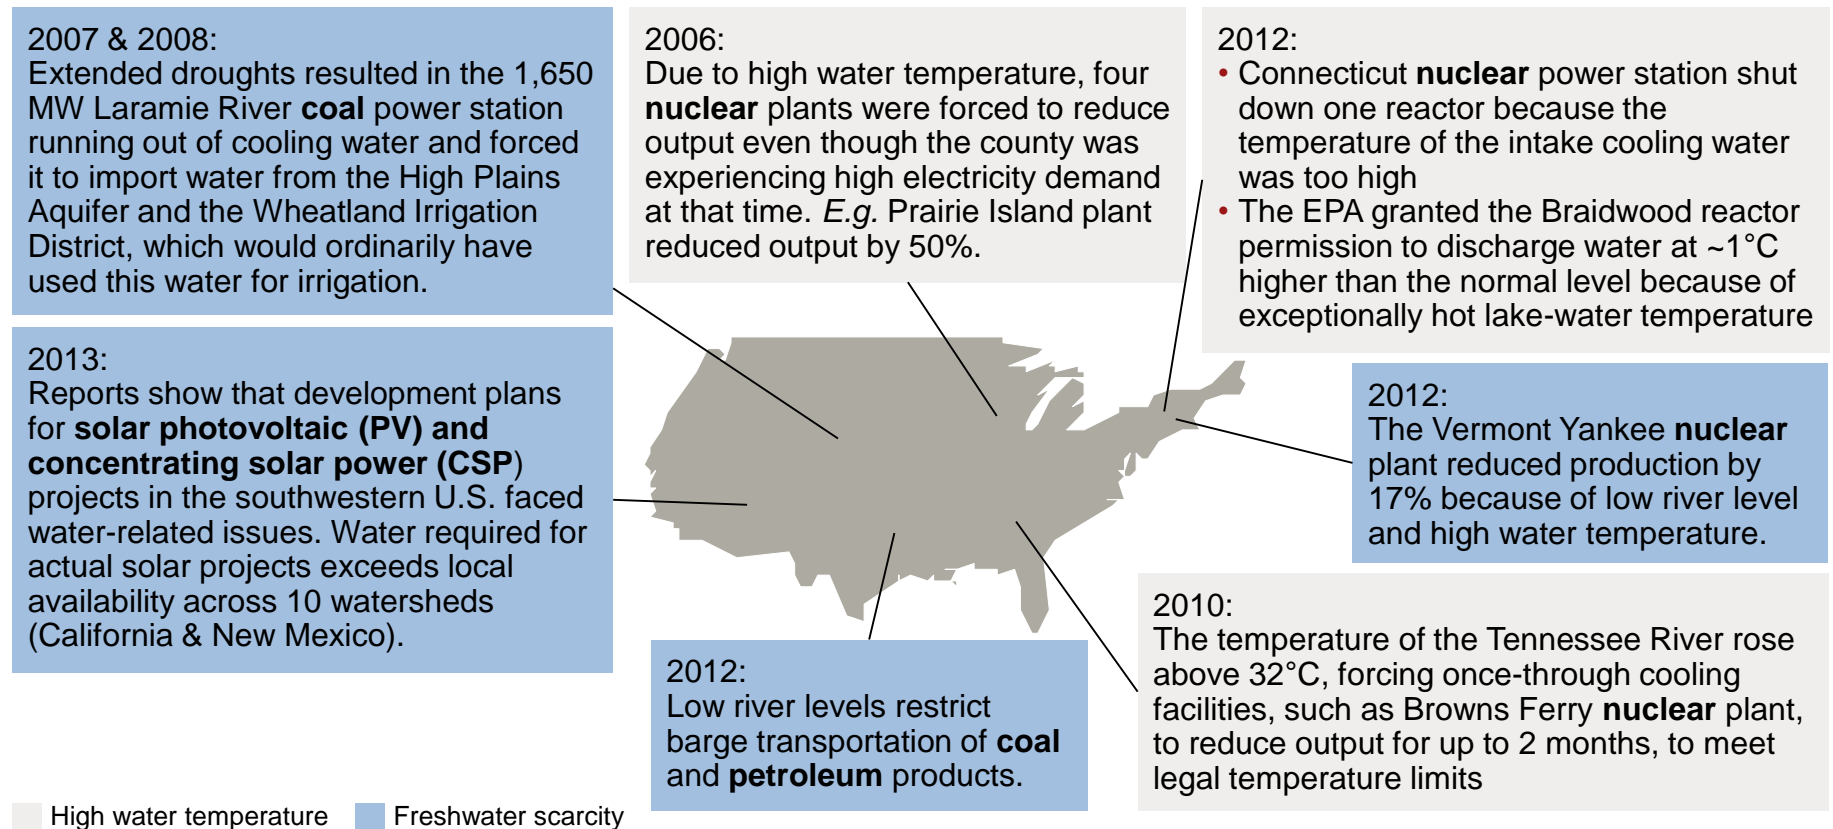 2007 & 2008:
Extended droughts resulted in the 1,650
MW Laramie River coal power station
running out of cooling water and forced
it to import water from the High Plains
Aquifer and the Wheatland Irrigation
District, which would ordinarily have
used this water for irrigation.
2006:
Due to high water temperature, four
nuclear plants were forced to reduce
output even though the county was
experiencing high electricity demand
at that time. E.g. Prairie Island plant
reduced output by 50%.
2012:
• Connecticut nuclear power station shut
down one reactor because the
temperature of the intake cooling water
was too high
• The EPA granted the Braidwood reactor
permission to discharge water at ~1°C
higher than the normal level because of
exceptionally hot lake-water temperature
2013:
Reports show that development plans
for solar photovoltaic (PV) and
concentrating solar power (CSP)
projects in the southwestern U.S. faced
water-related issues. Water required for
actual solar projects exceeds local
availability across 10 watersheds
(California & New Mexico).
2012:
The Vermont Yankee nuclear
plant reduced production by
17% because of low river level
and high water temperature.
2012:
Low river levels restrict
barge transportation of coal
and petroleum products.
2010:
The temperature of the Tennessee River rose
above 32°C, forcing once-through cooling
facilities, such as Browns Ferry nuclear plant,
to reduce output for up to 2 months, to meet
legal temperature limits
High water temperature
Freshwater scarcity